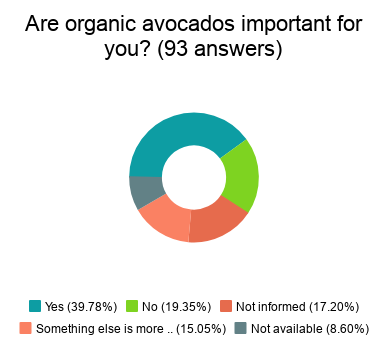 Are organic avocados important for
you? (93 answers)
Yes (39.78%) No (19.35%) Not informed (17.20%)
Something else is more .. (15.05%) Not available (8.60%)